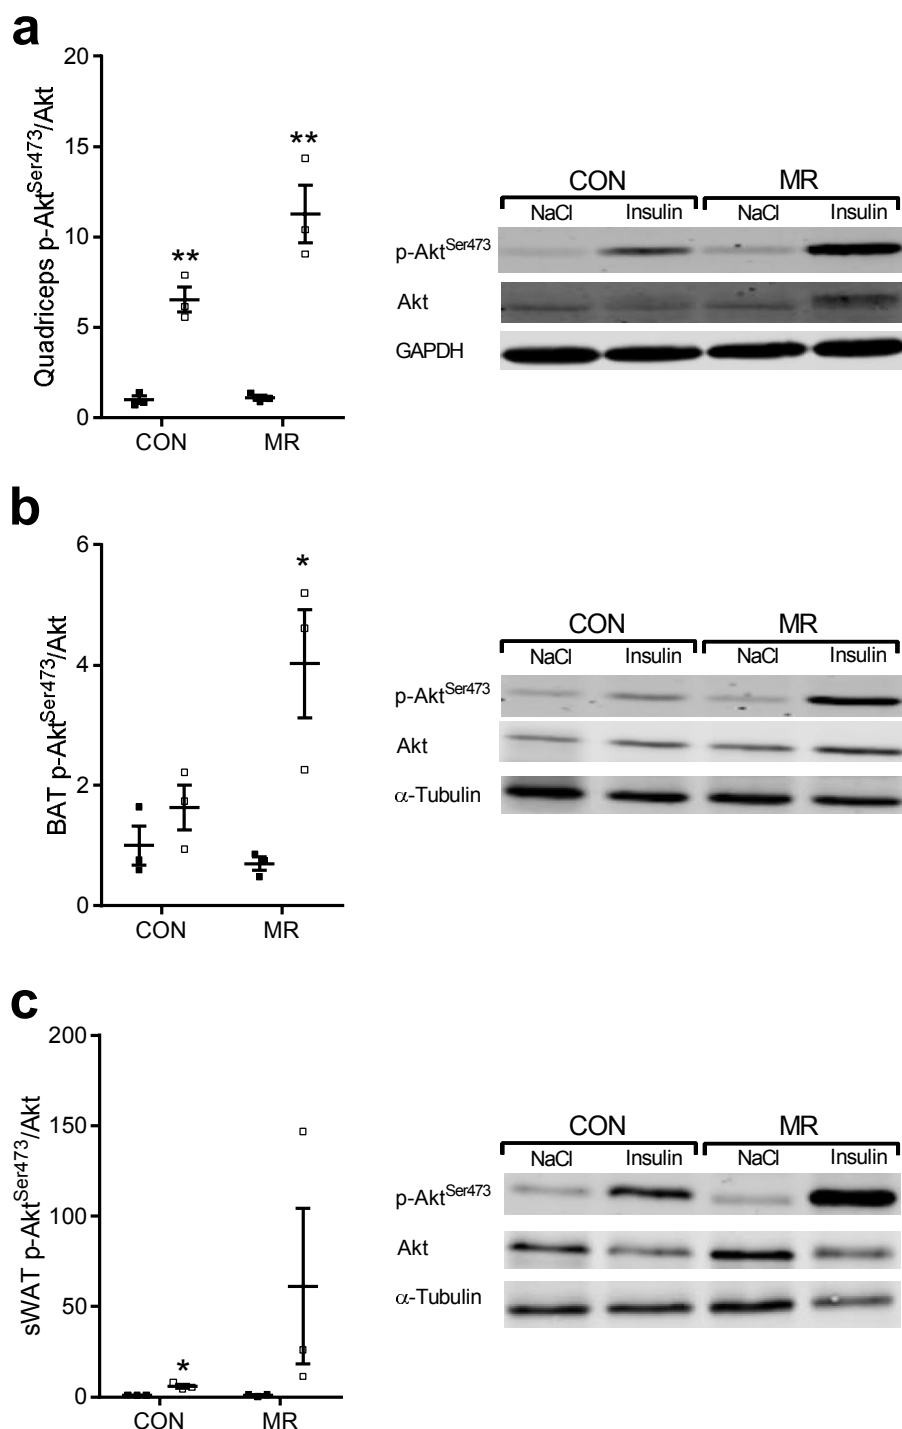 a
Quadriceps p-Akt^Ser473/Akt
20
15
10
5
0
**
**
CON MR
CON MR
NaCl Insulin NaCl Insulin
p-Akt^Ser473
Akt
GAPDH
b
BAT p-Akt^Ser473/Akt
6
4
2
0
*
CON MR
CON MR
NaCl Insulin NaCl Insulin
p-Akt^Ser473
Akt
α-Tubulin
c
sWAT p-Akt^Ser473/Akt
200
150
100
50
0
*
CON MR
CON MR
NaCl Insulin NaCl Insulin
p-Akt^Ser473
Akt
α-Tubulin